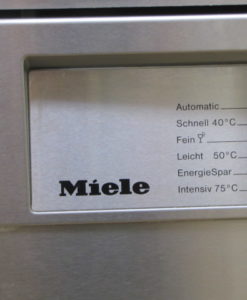 Automatic
Schnell 40°C
Fein
Leicht 50°C
EnergieSpar
Intensiv 75°C
Miele